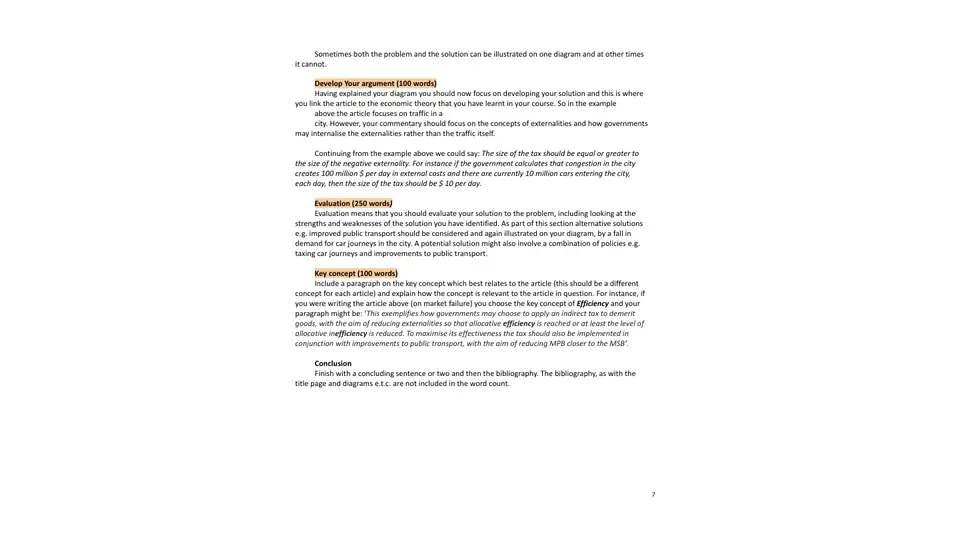 Sometimes both the problem and the solution can be illustrated on one diagram and at other times
it cannot.
Develop Your argument (100 words)
Having explained your diagram you should now focus on developing your solution and this is where
you link the article to the economic theory that you have learnt in your course. So in the example
above the article focuses on traffic in a
city. However, your commentary should focus on the concepts of externalities and how governments
may internalise the externalities rather than the traffic itself.
Continuing from the example above we could say: The size of the tax should be equal or greater to
the size of the negative externality. For instance if the government calculates that congestion in the city
creates 100 million $ per day in external costs and there are currently 10 million cars entering the city,
each day, then the size of the tax should be $ 10 per day.
Evaluation (250 words)
Evaluation means that you should evaluate your solution to the problem, including looking at the
strengths and weaknesses of the solution you have identified. As part of this section alternative solutions
e.g. improved public transport should be considered and again illustrated on your diagram, by a fall in
demand for car journeys in the city. A potential solution might also involve a combination of policies e.g.
taxing car journeys and improvements to public transport.
Key concept (100 words)
Include a paragraph on the key concept which best relates to the article (this should be a different
concept for each article) and explain how the concept is relevant to the article in question. For instance, if
you were writing the article above (on market failure) you choose the key concept of Efficiency and your
paragraph might be: 'This exemplifies how governments may choose to apply an indirect tax to demerit
goods, with the aim of reducing externalities so that allocative efficiency is reached or at least the level of
allocative inefficiency is reduced. To maximise its effectiveness the tax should also be implemented in
conjunction with improvements to public transport, with the aim of reducing MPB closer to the MSB'.
Conclusion
Finish with a concluding sentence or two and then the bibliography. The bibliography, as with the
title page and diagrams e.t.c. are not included in the word count.
7